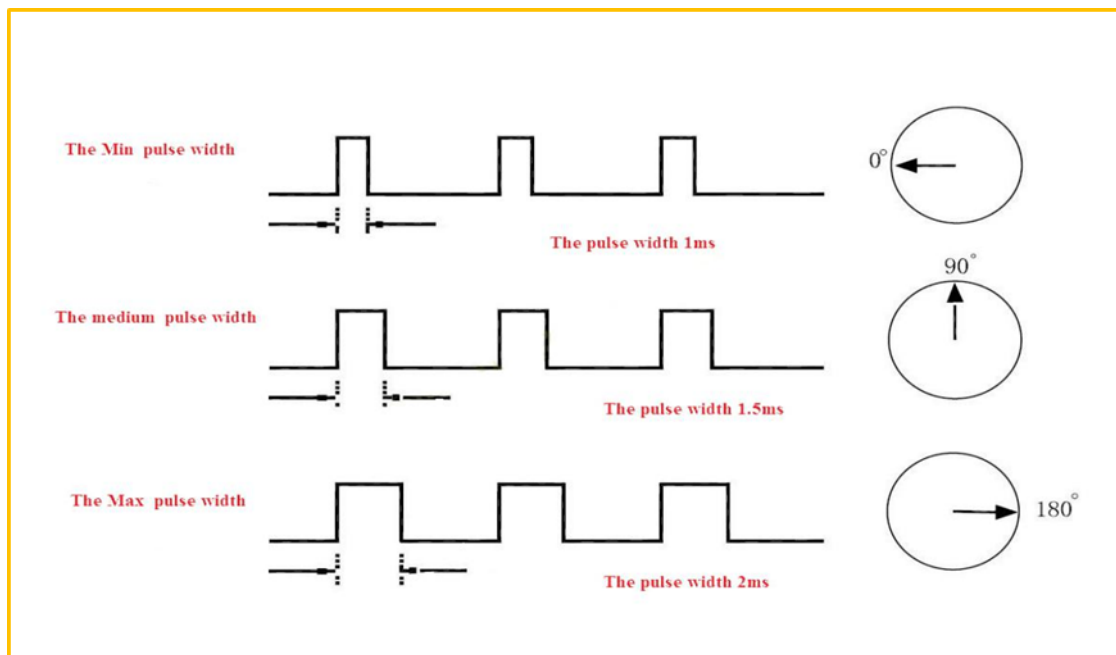 The Min pulse width
0°
The pulse width 1ms
90°
The medium pulse width
The pulse width 1.5ms
The Max pulse width
180°
The pulse width 2ms